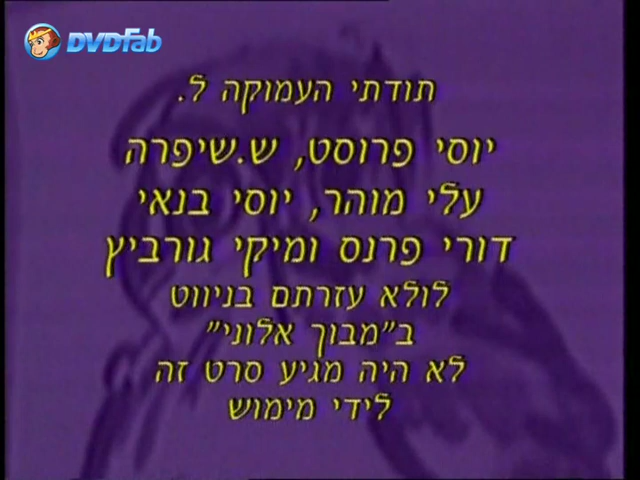 DVDFab
תודתי העמוקה ל.
יוסי פרוסט, ש.שיפרה
עלי מוהר, יוסי בנאי
דורי פרנס ומיקי גורביץ
לולא עזרתם בניווט
ב"מבוך אלוני"
לא היה מגיע סרט זה
לידי מימוש